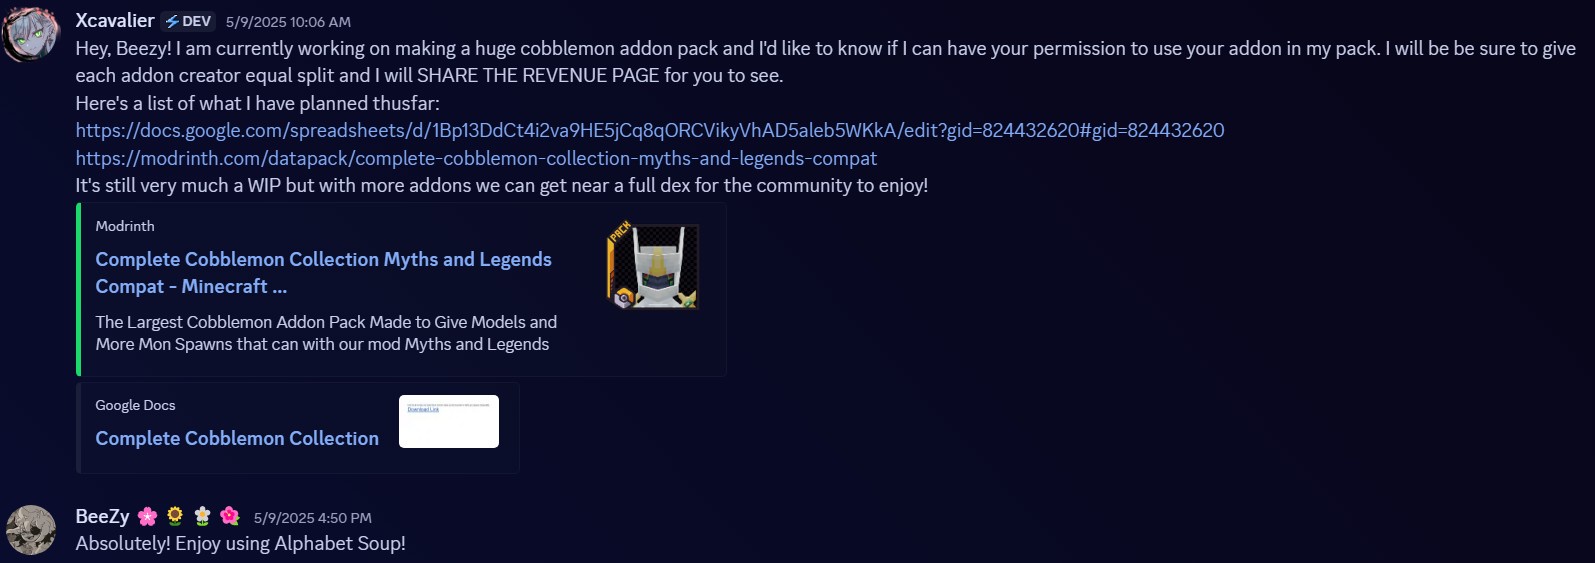 Xcavalier DEV 5/9/2025 10:06 AM
Hey, Beezy! I am currently working on making a huge cobblemon addon pack and I'd like to know if I can have your permission to use your addon in my pack. I will be be sure to give
each addon creator equal split and I will SHARE THE REVENUE PAGE for you to see.
Here's a list of what I have planned thusfar:
https://docs.google.com/spreadsheets/d/1Bp13DdCt4i2va9HE5jCq8qORCVikyVhAD5aleb5WKkA/edit?gid=824432620#gid=824432620
https://modrinth.com/datapack/complete-cobblemon-collection-myths-and-legends-compat
It's still very much a WIP but with more addons we can get near a full dex for the community to enjoy!
Modrinth
Complete Cobblemon Collection Myths and Legends
Compat - Minecraft ...
The Largest Cobblemon Addon Pack Made to Give Models and
More Mon Spawns that can with our mod Myths and Legends
PACK
Google Docs
Complete Cobblemon Collection
Download Link
BeeZy 🌸 🌻 🌼 🌺 5/9/2025 4:50 PM
Absolutely! Enjoy using Alphabet Soup!